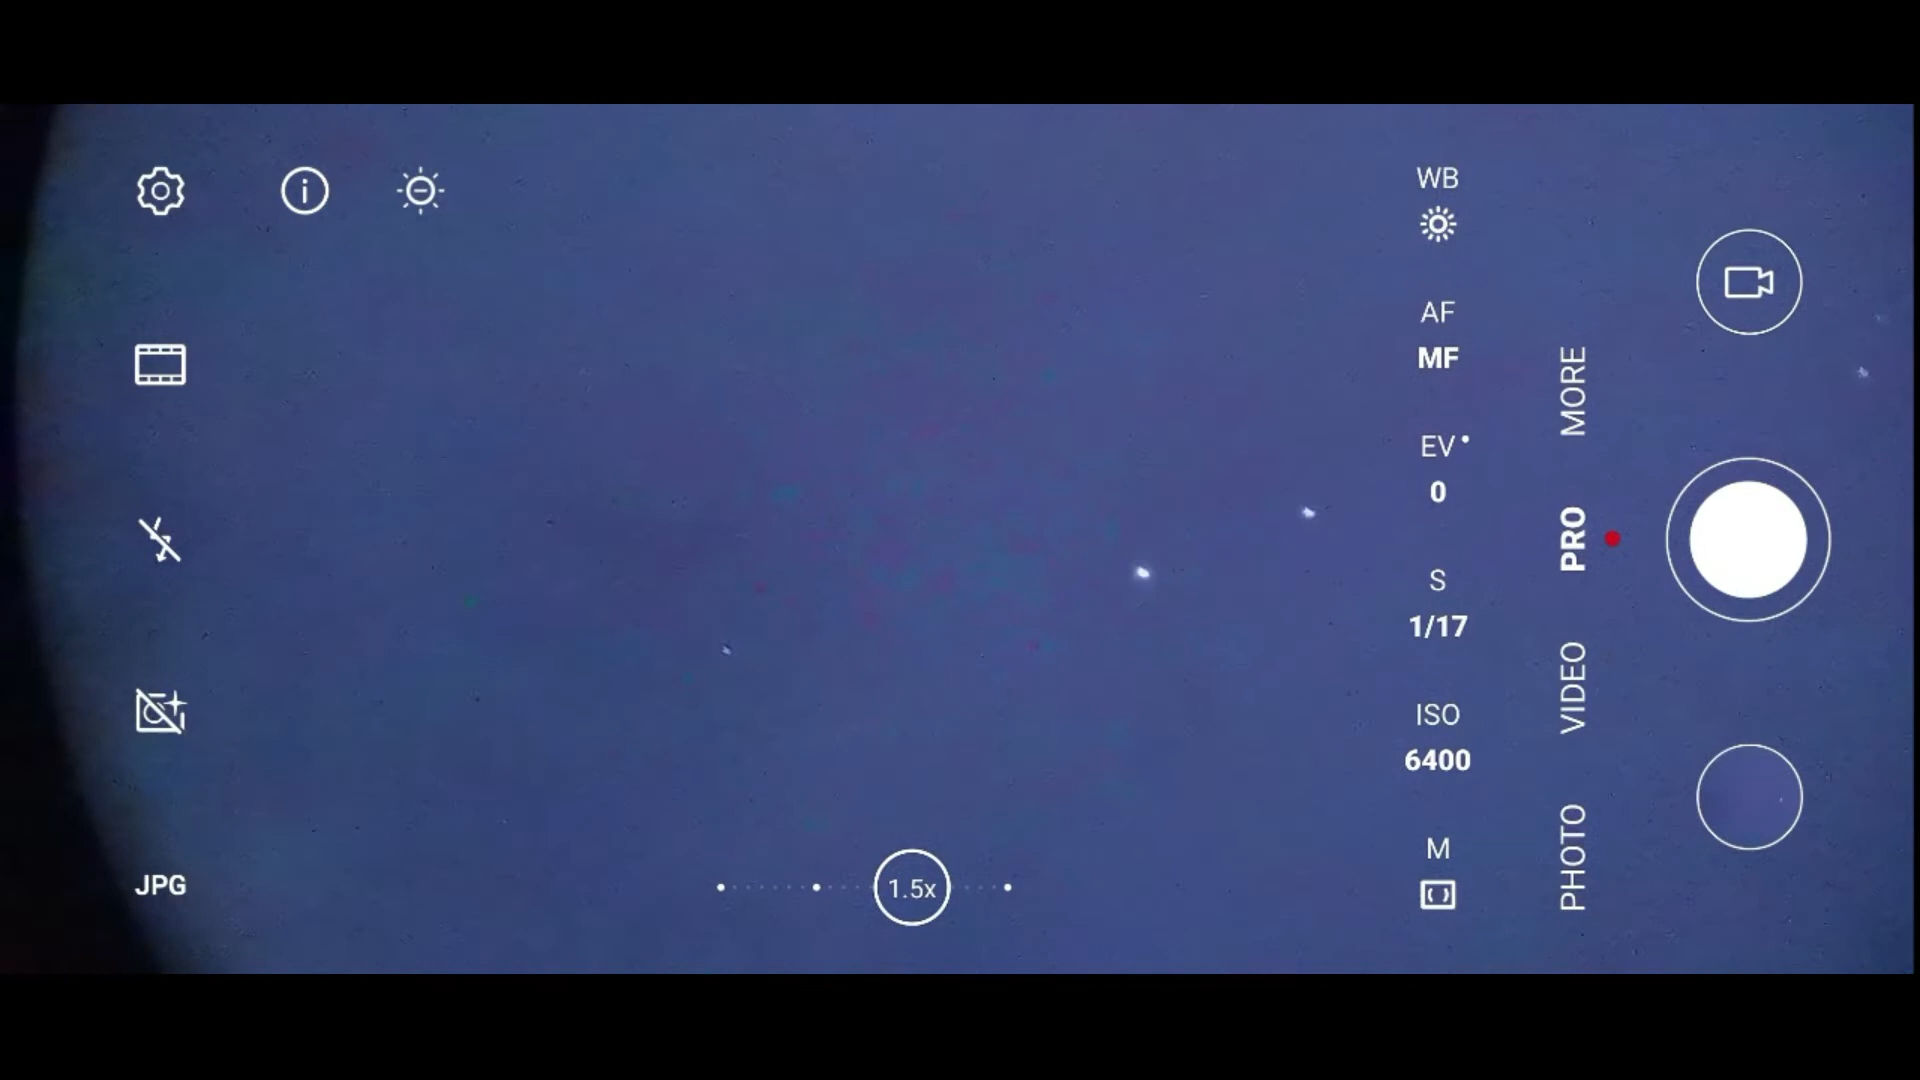 WB
AF
MF
EV
0
S
1/17
ISO
6400
M
MORE
PRO
VIDEO
PHOTO
JPG
1.5x